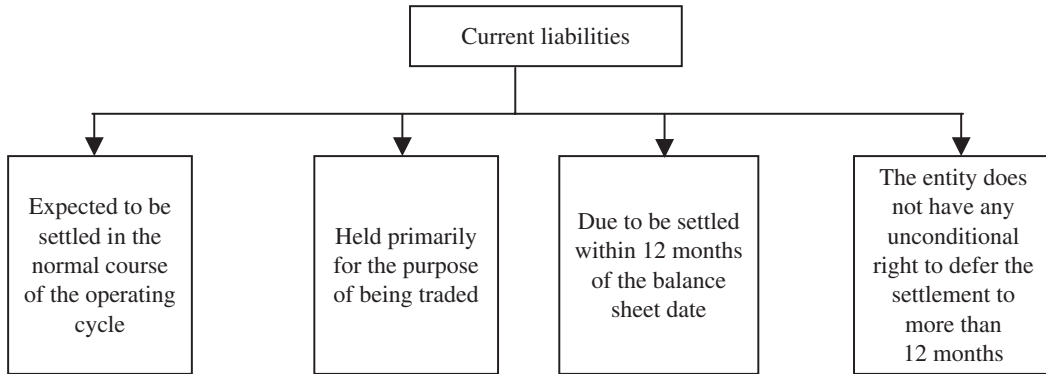 Current liabilities
Expected to be
settled in the
normal course
of the operating
cycle
Held primarily
for the purpose
of being traded
Due to be settled
within 12 months
of the balance
sheet date
The entity does
not have any
unconditional
right to defer the
settlement to
more than
12 months